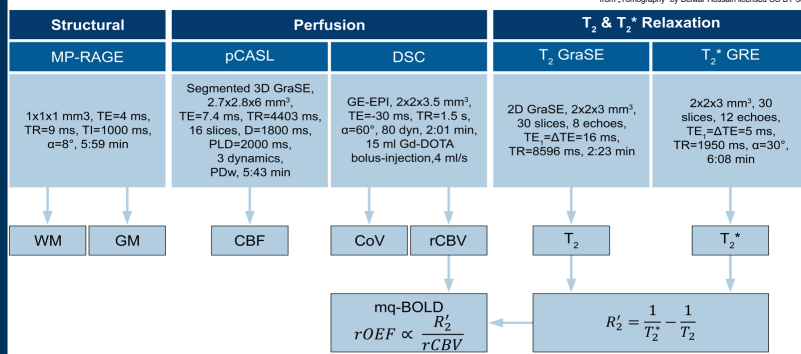 Structural
Perfusion
T₂ & T₂* Relaxation
MP-RAGE
pCASL
DSC
T₂ GraSE
T₂* GRE
1x1x1 mm3, TE=4 ms,
TR=9 ms, TI=1000 ms,
α=8°, 5:59 min
Segmented 3D GraSE,
2.7x2.8x6 mm³,
TE=7.4 ms, TR=4403 ms,
16 slices, D=1800 ms,
PLD=2000 ms,
3 dynamics,
PDw, 5:43 min
GE-EPI, 2x2x3.5 mm³,
TE=-30 ms, TR=1.5 s,
α=60°, 80 dyn, 2:01 min,
15 ml Gd-DOTA
bolus-injection,4 ml/s
2D GraSE, 2x2x3 mm³,
30 slices, 8 echoes,
TE₁=ΔTE=16 ms,
TR=8596 ms, 2:23 min
2x2x3 mm³, 30
slices, 12 echoes,
TE₁=ΔTE=5 ms,
TR=1950 ms, α=30°,
6:08 min
WM
GM
CBF
CoV
rCBV
T₂
T₂*
mq-BOLD
rOEF ∝ R₂′ / rCBV
R₂′ = 1/T₂* − 1/T₂